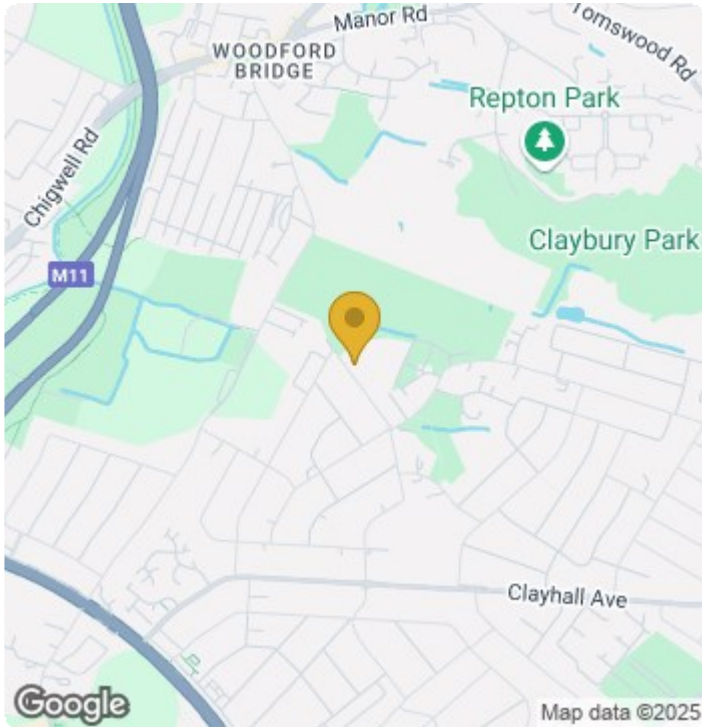 Manor Rd
Tomswood Rd
WOODFORD
BRIDGE
Repton Park
Chigwell Rd
Claybury Park
M11
Clayhall Ave
Google
Map data ©2025